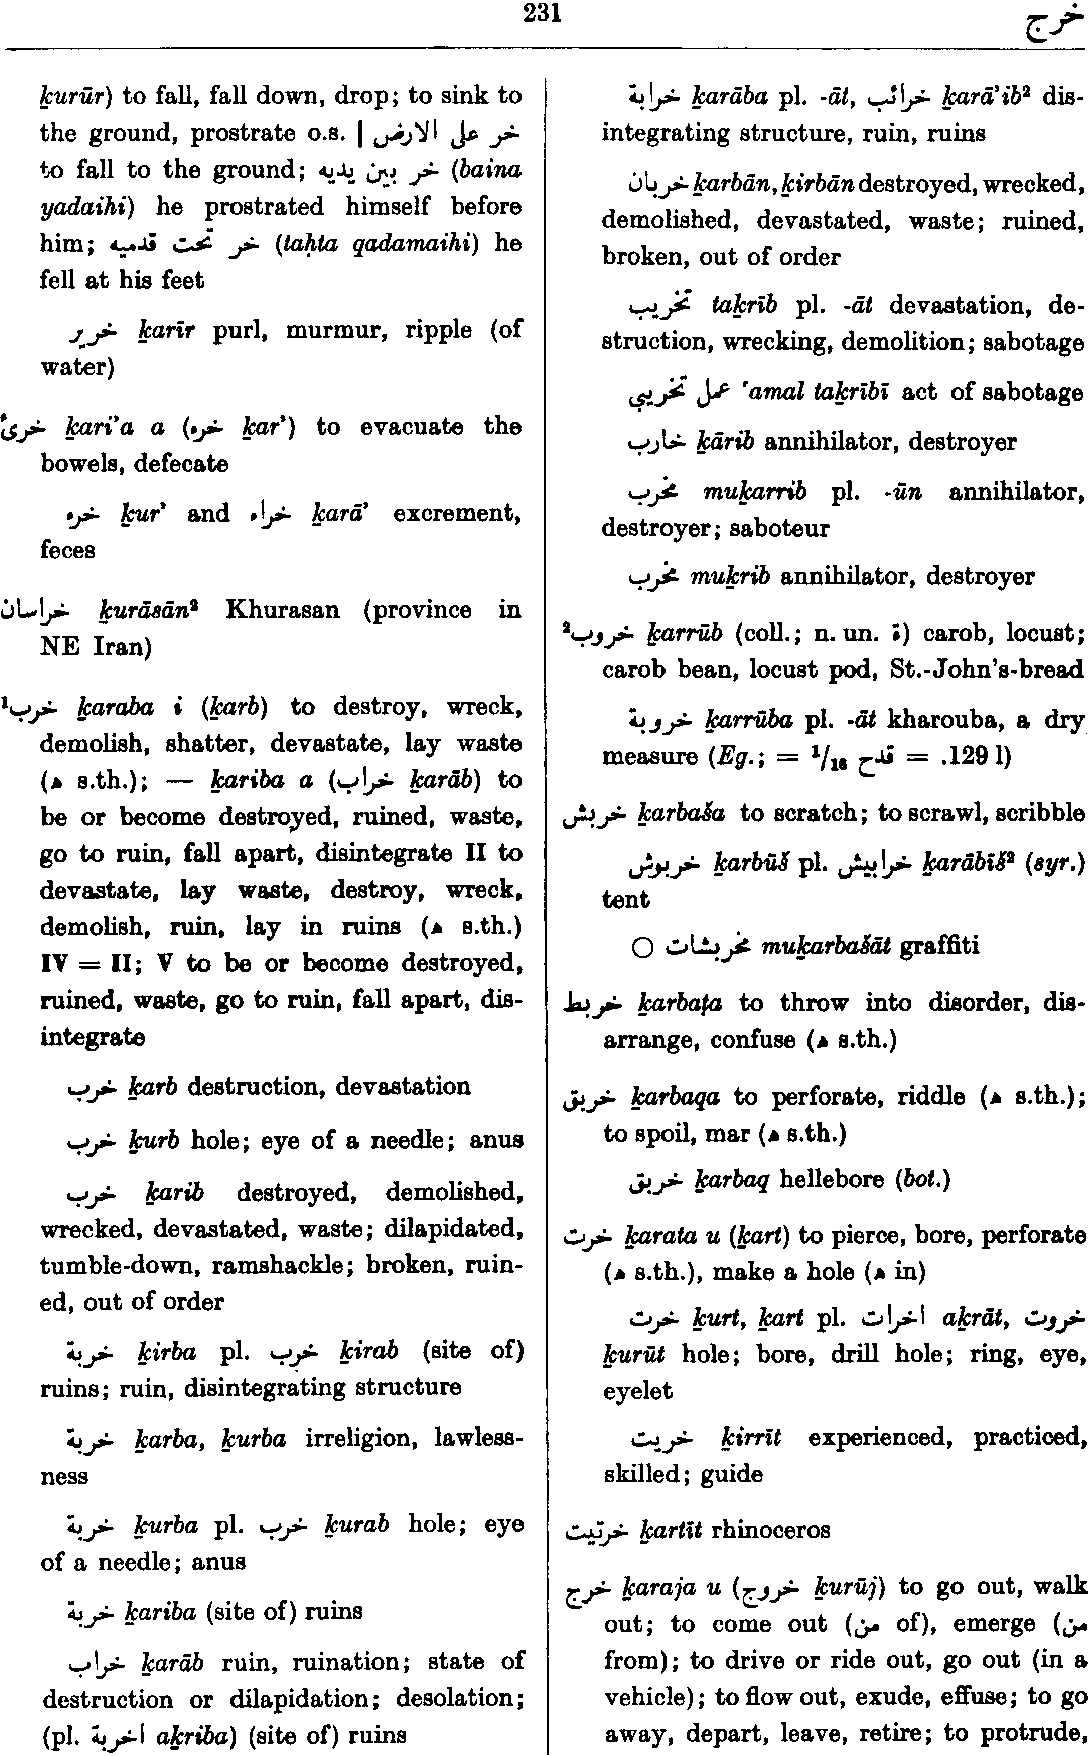 231
خرج
ḵurūr) to fall, fall down, drop; to sink to
the ground, prostrate o.s. | خر على الارض
to fall to the ground; خر بين يديه (baina
yadaihi) he prostrated himself before
him; خر تحت قدميه (taḥta qadamaihi) he
fell at his feet
خرير ḵarīr purl, murmur, ripple (of
water)
خرئ ḵari'a a (خرء ḵar') to evacuate the
bowels, defecate
خرء ḵur' and خراء ḵarā' excrement,
feces
خراسان ḵurāsān² Khurasan (province in
NE Iran)
¹خرب ḵaraba i (ḵarb) to destroy, wreck,
demolish, shatter, devastate, lay waste
(ه s.th.); — ḵariba a (خراب ḵarāb) to
be or become destroyed, ruined, waste,
go to ruin, fall apart, disintegrate II to
devastate, lay waste, destroy, wreck,
demolish, ruin, lay in ruins (ه s.th.)
IV = II; V to be or become destroyed,
ruined, waste, go to ruin, fall apart, dis-
integrate
خرب ḵarb destruction, devastation
خرب ḵurb hole; eye of a needle; anus
خرب ḵarib destroyed, demolished,
wrecked, devastated, waste; dilapidated,
tumble-down, ramshackle; broken, ruin-
ed, out of order
خربة ḵirba pl. خرب ḵirab (site of)
ruins; ruin, disintegrating structure
خربة ḵarba, ḵurba irreligion, lawless-
ness
خربة ḵurba pl. خرب ḵurab hole; eye
of a needle; anus
خربة ḵariba (site of) ruins
خراب ḵarāb ruin, ruination; state of
destruction or dilapidation; desolation;
(pl. اخربة aḵriba) (site of) ruins
خرابة ḵarāba pl. -āt, خرائب ḵarā'ib² dis-
integrating structure, ruin, ruins
خربان ḵarbān, ḵirbān destroyed, wrecked,
demolished, devastated, waste; ruined,
broken, out of order
تخريب taḵrīb pl. -āt devastation, de-
struction, wrecking, demolition; sabotage
عمل تخريبى 'amal taḵrībī act of sabotage
خارب ḵārib annihilator, destroyer
مخرب muḵarrib pl. -ūn annihilator,
destroyer; saboteur
مخرب muḵrib annihilator, destroyer
²خروب ḵarrūb (coll.; n. un. ة) carob, locust;
carob bean, locust pod, St.-John's-bread
خروبة ḵarrūba pl. -āt kharouba, a dry
measure (Eg.; = ¹/₁₆ قدح = .129 l)
خربش ḵarbaša to scratch; to scrawl, scribble
خربوش ḵarbūš pl. خرابيش ḵarābīš² (syr.)
tent
○ مخربشات muḵarbašāt graffiti
خربط ḵarbaṭa to throw into disorder, dis-
arrange, confuse (ه s.th.)
خربق ḵarbaqa to perforate, riddle (ه s.th.);
to spoil, mar (ه s.th.)
خربق ḵarbaq hellebore (bot.)
خرت ḵarata u (ḵart) to pierce, bore, perforate
(ه s.th.), make a hole (ه in)
خرت ḵurt, ḵart pl. اخرات aḵrāt, خروت
ḵurūt hole; bore, drill hole; ring, eye,
eyelet
خريت ḵirrīt experienced, practiced,
skilled; guide
خرتيت ḵartīt rhinoceros
خرج ḵaraja u (خروج ḵurūj) to go out, walk
out; to come out (من of), emerge (من
from); to drive or ride out, go out (in a
vehicle); to flow out, exude, effuse; to go
away, depart, leave, retire; to protrude,